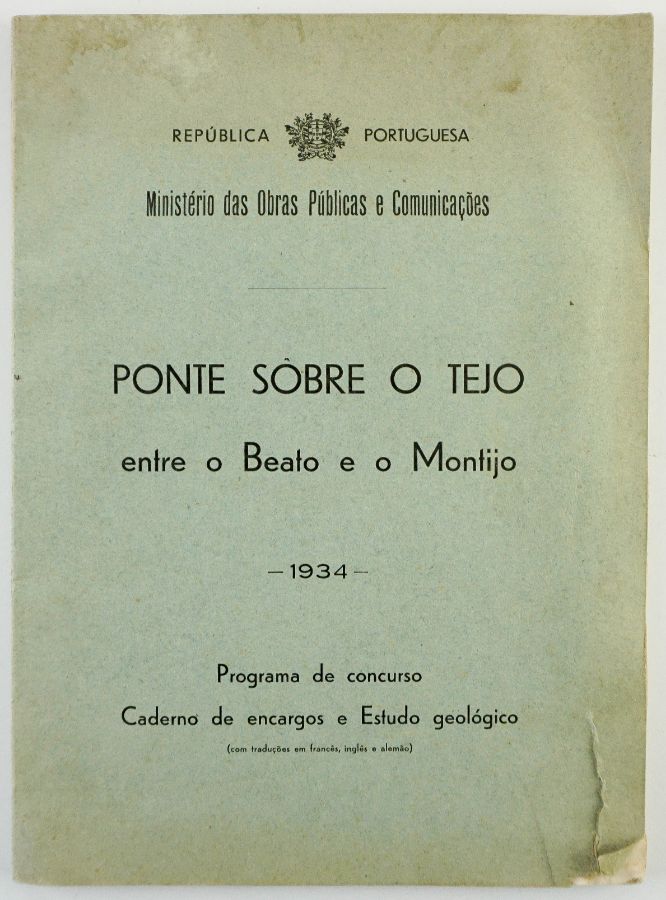 REPÚBLICA PORTUGUESA
Ministério das Obras Públicas e Comunicações
PONTE SÔBRE O TEJO
entre o Beato e o Montijo
— 1934 —
Programa de concurso
Caderno de encargos e Estudo geológico
(com traduções em francês, inglês e alemão)